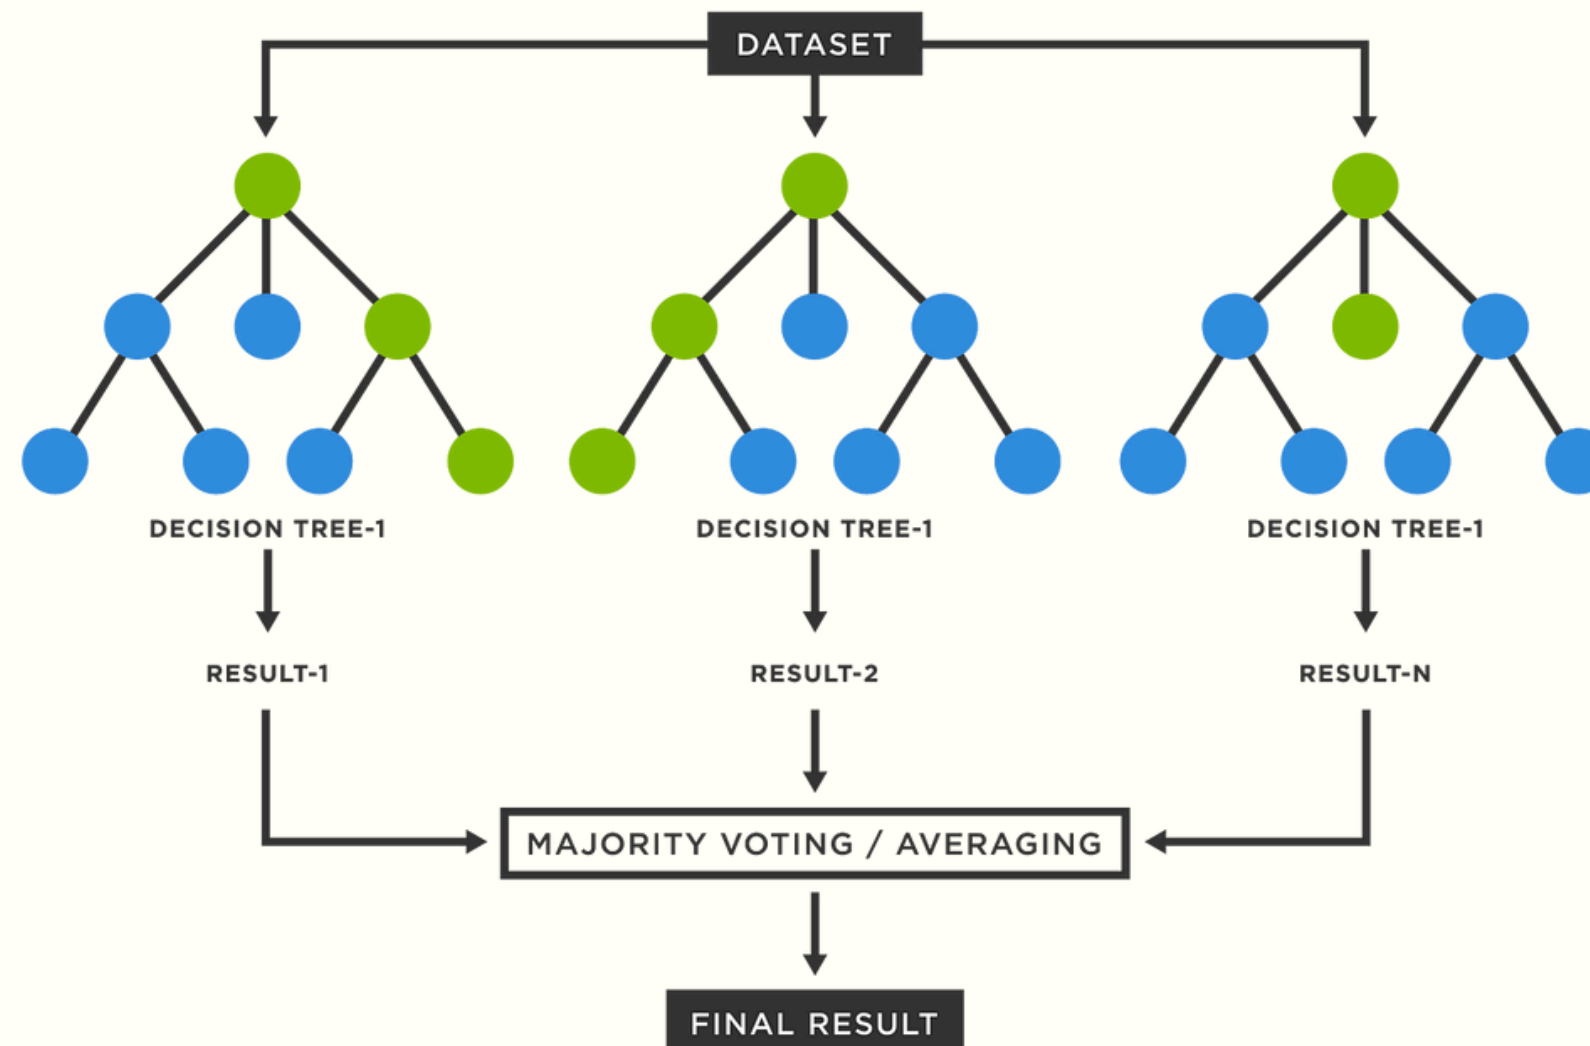 DATASET
DECISION TREE-1
DECISION TREE-1
DECISION TREE-1
RESULT-1
RESULT-2
RESULT-N
MAJORITY VOTING / AVERAGING
FINAL RESULT